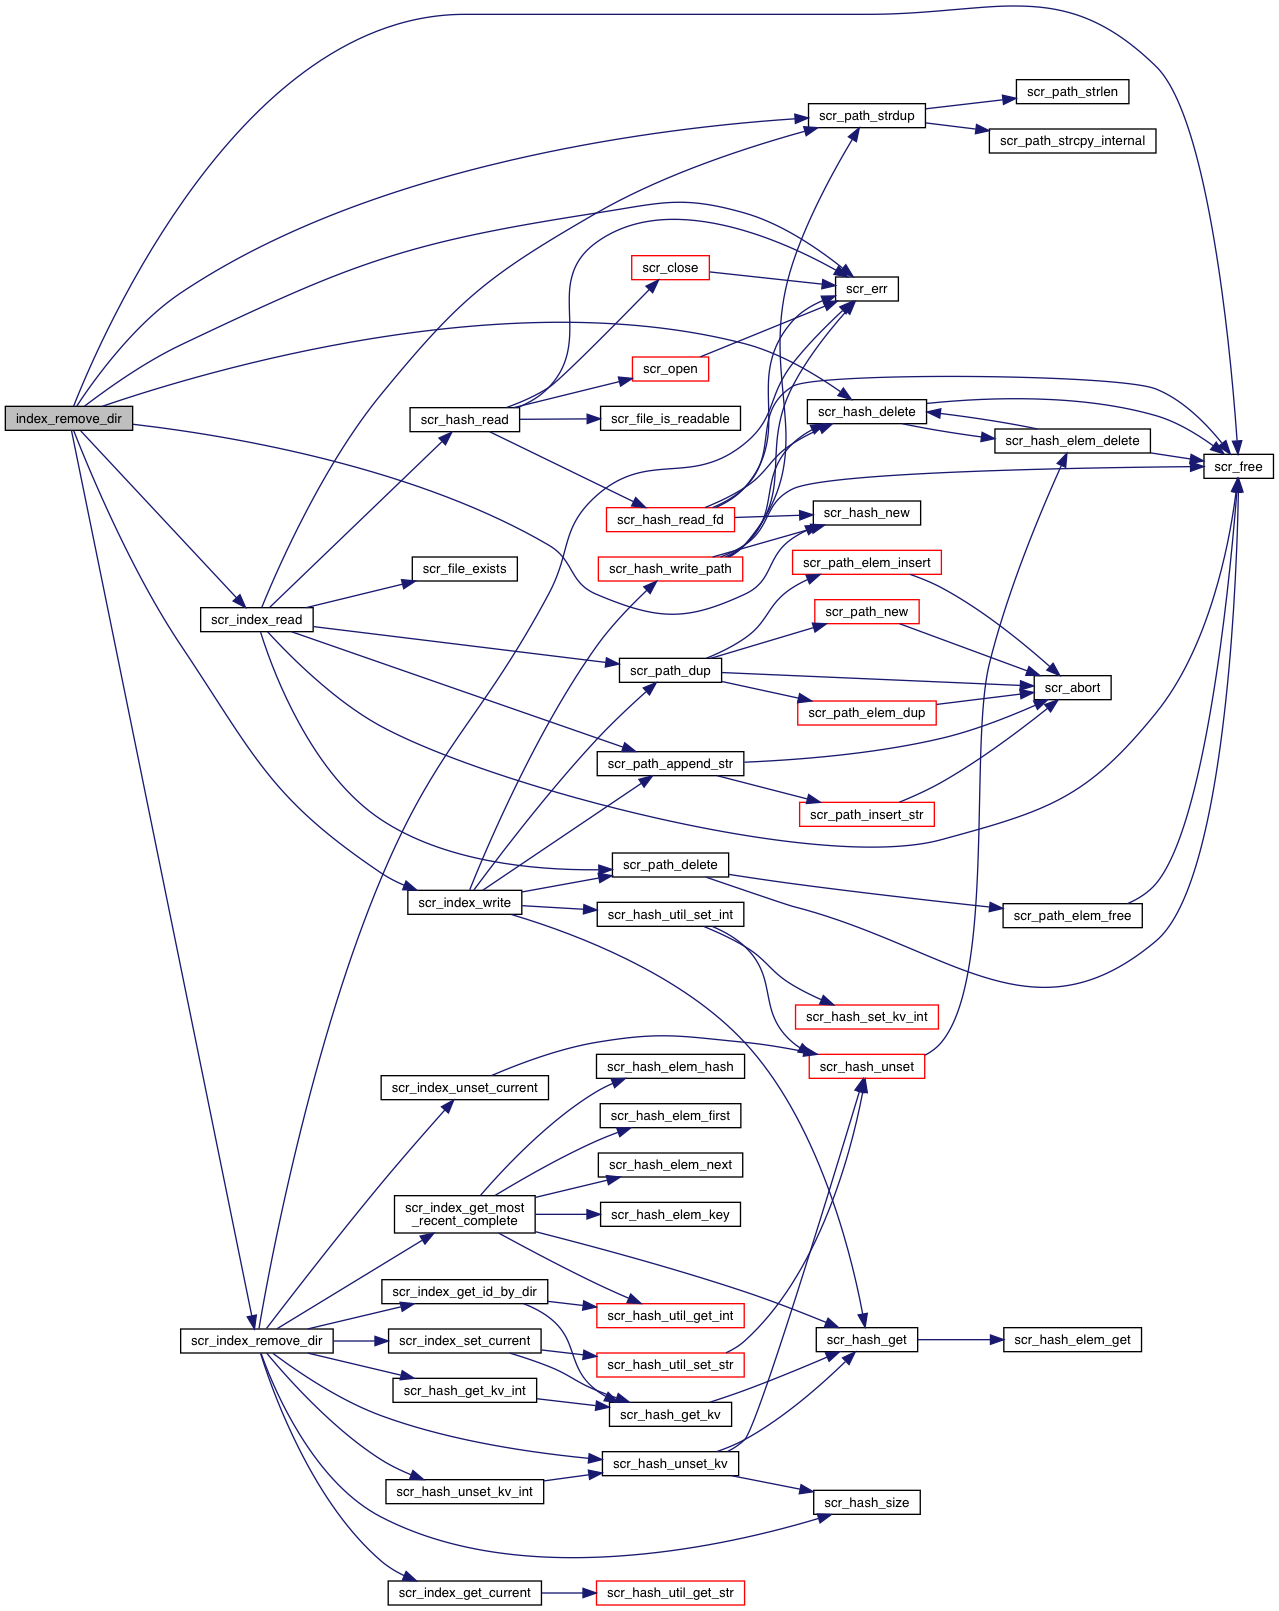 scr_path_strlen
scr_path_strdup
scr_path_strcpy_internal
scr_close
scr_err
scr_open
index_remove_dir
scr_hash_read
scr_file_is_readable
scr_hash_delete
scr_hash_elem_delete
scr_free
scr_hash_read_fd
scr_hash_new
scr_file_exists
scr_hash_write_path
scr_path_elem_insert
scr_index_read
scr_path_new
scr_path_dup
scr_abort
scr_path_elem_dup
scr_path_append_str
scr_path_insert_str
scr_path_delete
scr_index_write
scr_hash_util_set_int
scr_path_elem_free
scr_hash_set_kv_int
scr_hash_elem_hash
scr_hash_unset
scr_index_unset_current
scr_hash_elem_first
scr_hash_elem_next
scr_index_get_most
_recent_complete
scr_hash_elem_key
scr_index_get_id_by_dir
scr_hash_util_get_int
scr_index_remove_dir
scr_index_set_current
scr_hash_get
scr_hash_elem_get
scr_hash_util_set_str
scr_hash_get_kv_int
scr_hash_get_kv
scr_hash_unset_kv
scr_hash_unset_kv_int
scr_hash_size
scr_index_get_current
scr_hash_util_get_str